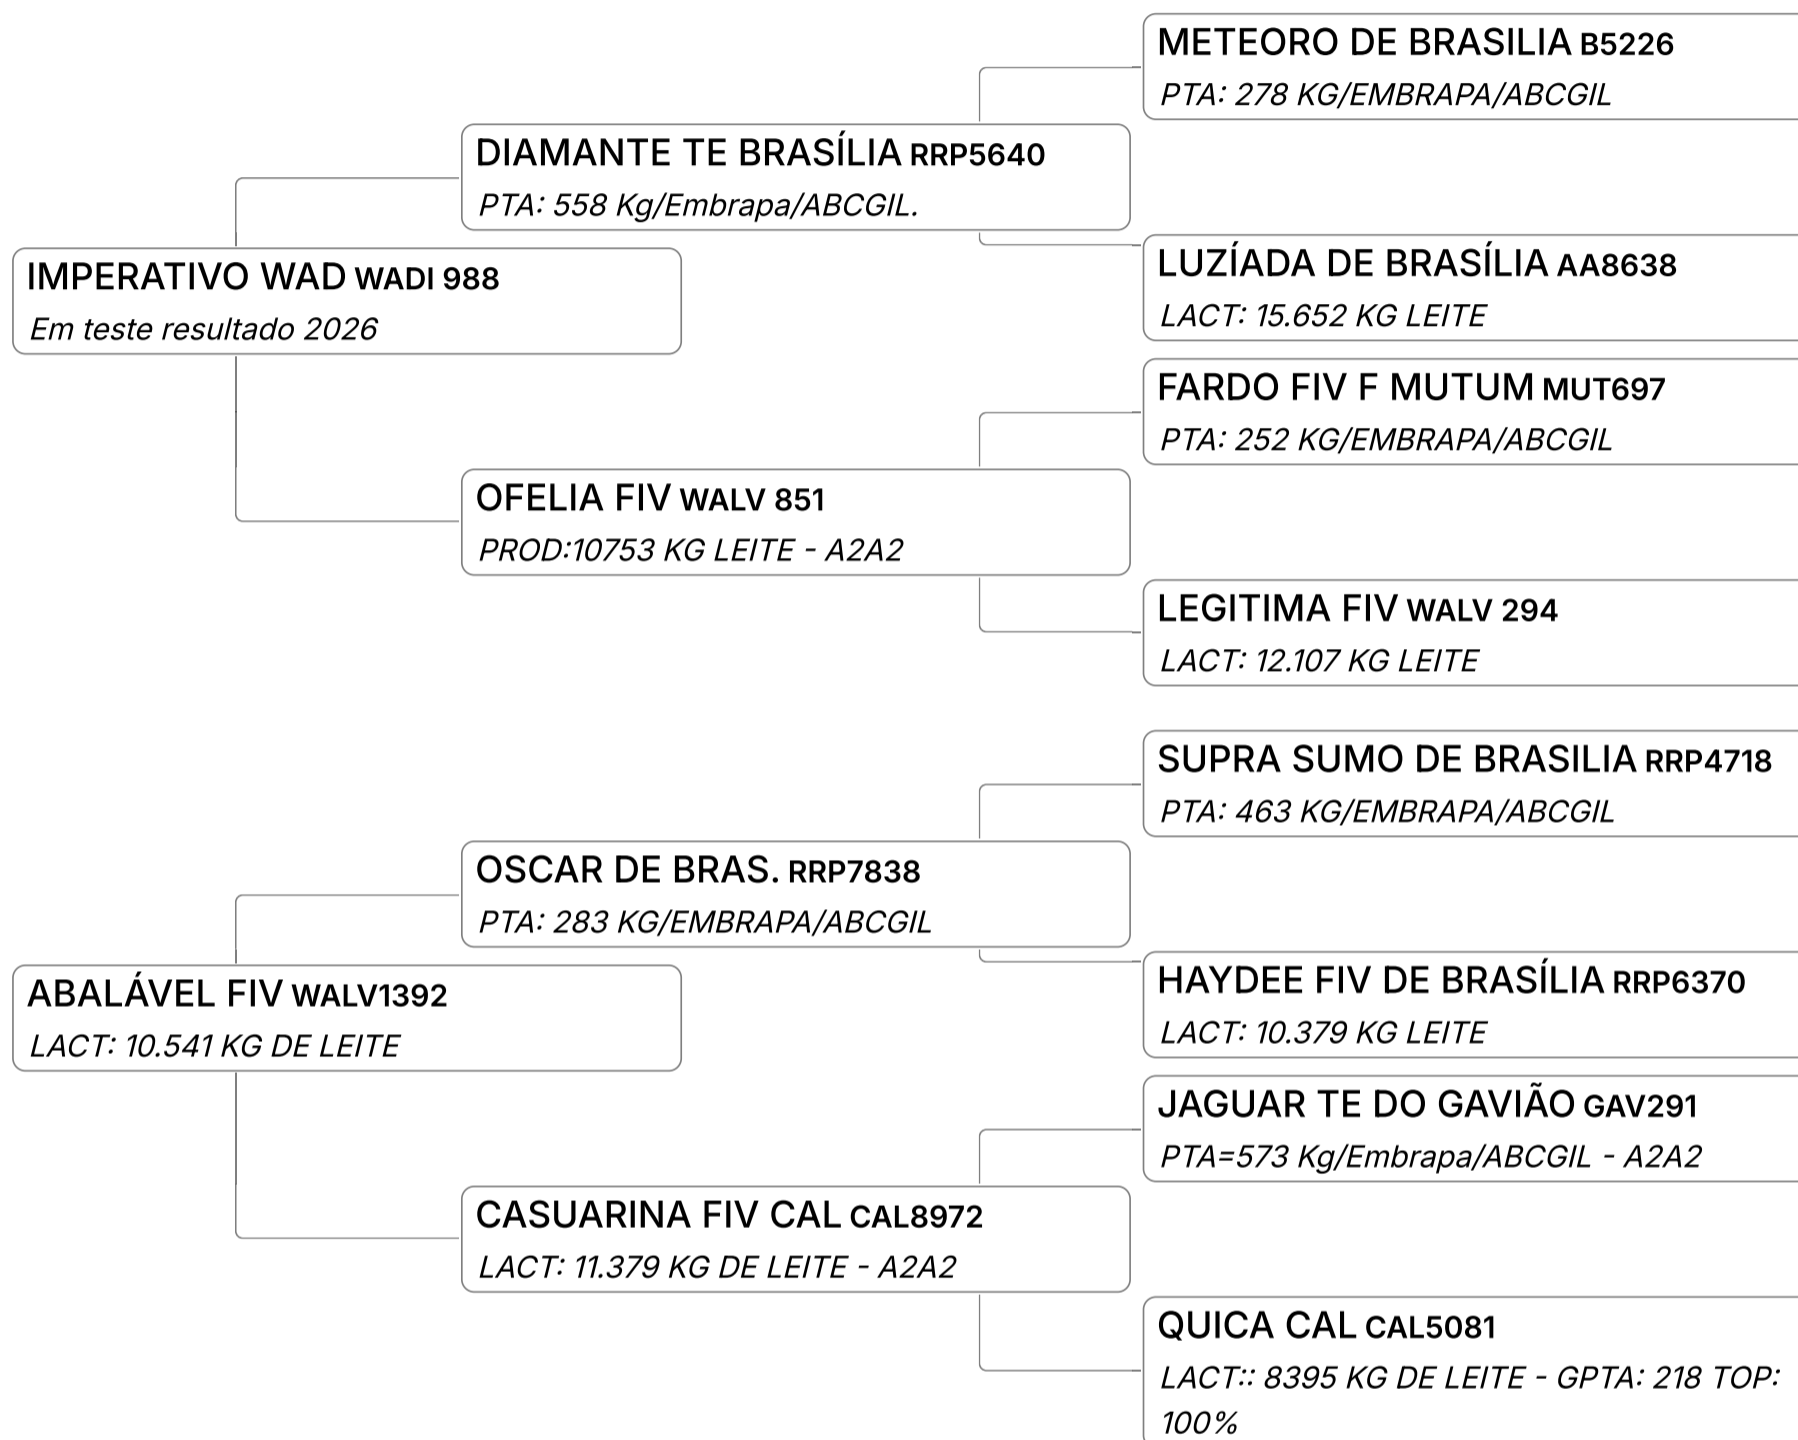 METEORO DE BRASILIA B5226
PTA: 278 KG/EMBRAPA/ABCGIL
DIAMANTE TE BRASÍLIA RRP5640
PTA: 558 Kg/Embrapa/ABCGIL.
LUZÍADA DE BRASÍLIA AA8638
LACT: 15.652 KG LEITE
IMPERATIVO WAD WADI 988
Em teste resultado 2026
FARDO FIV F MUTUM MUT697
PTA: 252 KG/EMBRAPA/ABCGIL
OFELIA FIV WALV 851
PROD:10753 KG LEITE - A2A2
LEGITIMA FIV WALV 294
LACT: 12.107 KG LEITE
SUPRA SUMO DE BRASILIA RRP4718
PTA: 463 KG/EMBRAPA/ABCGIL
OSCAR DE BRAS. RRP7838
PTA: 283 KG/EMBRAPA/ABCGIL
HAYDEE FIV DE BRASÍLIA RRP6370
LACT: 10.379 KG LEITE
ABALÁVEL FIV WALV1392
LACT: 10.541 KG DE LEITE
JAGUAR TE DO GAVIÃO GAV291
PTA=573 Kg/Embrapa/ABCGIL - A2A2
CASUARINA FIV CAL CAL8972
LACT: 11.379 KG DE LEITE - A2A2
QUICA CAL CAL5081
LACT:: 8395 KG DE LEITE - GPTA: 218 TOP:
100%